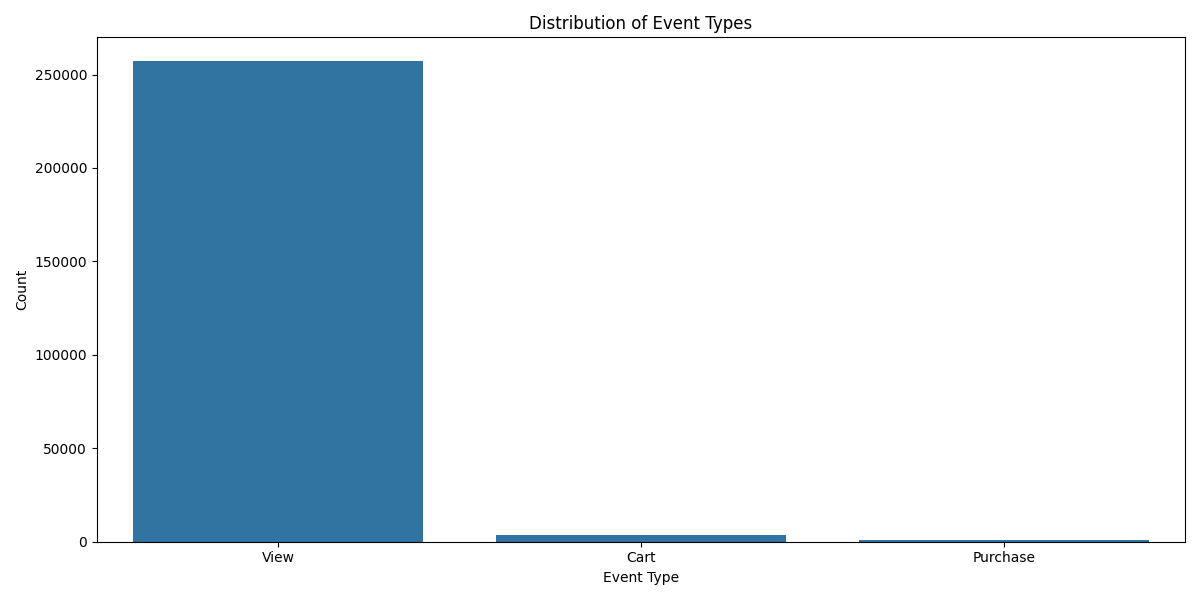 Distribution of Event Types
250000
200000
150000
100000
50000
0
Count
View Cart Purchase
Event Type